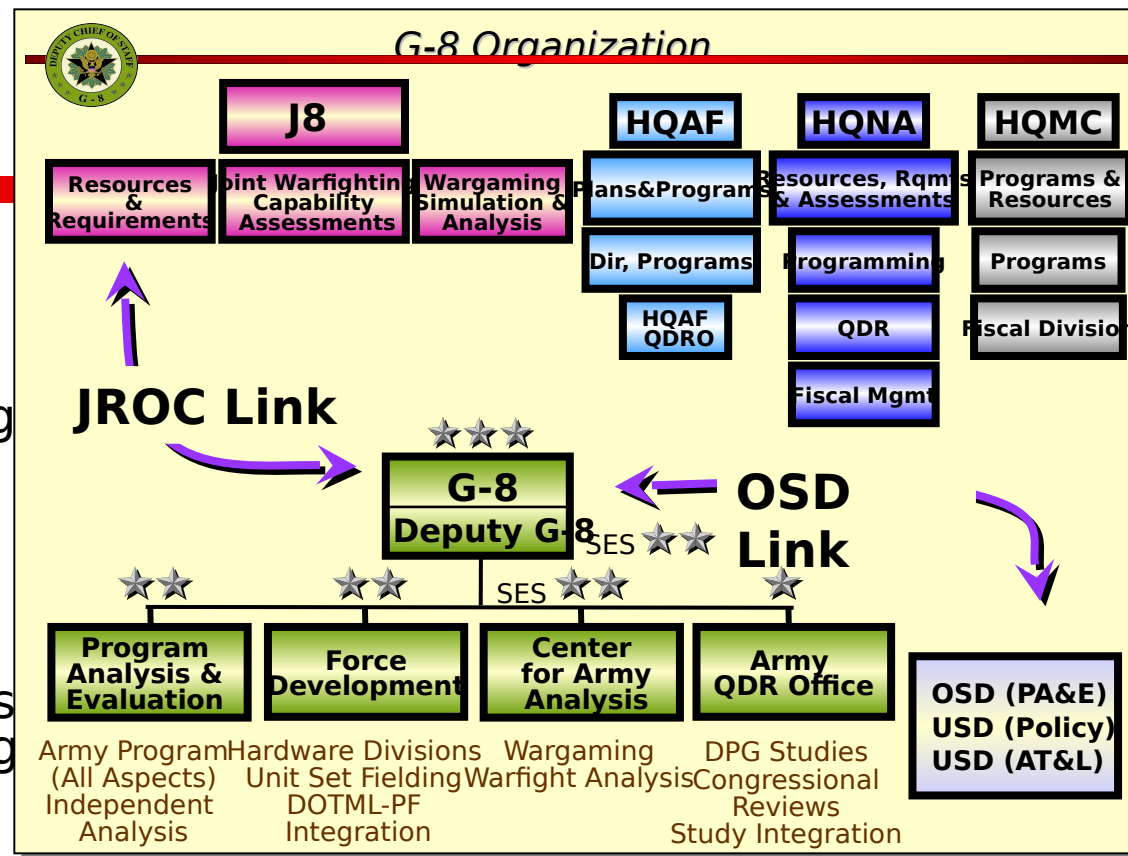 G-8 Organization
DEPUTY CHIEF OF STAFF
G - 8
J8
Resources
&
Requirements
Joint Warfighting
Capability
Assessments
Wargaming
Simulation &
Analysis
HQAF
Plans&Programs
Dir, Programs
HQAF
QDRO
HQNA
Resources, Rqmts
& Assessments
Programming
QDR
Fiscal Mgmt
HQMC
Programs &
Resources
Programs
Fiscal Division
JROC Link
G-8
Deputy G-8
SES
OSD
Link
SES
Program
Analysis &
Evaluation
Force
Development
Center
for Army
Analysis
Army
QDR Office
OSD (PA&E)
USD (Policy)
USD (AT&L)
Army Program
(All Aspects)
Independent
Analysis
Hardware Divisions
Unit Set Fielding
DOTML-PF
Integration
Wargaming
Warfight Analysis
DPG Studies
Congressional
Reviews
Study Integration
g
s
g